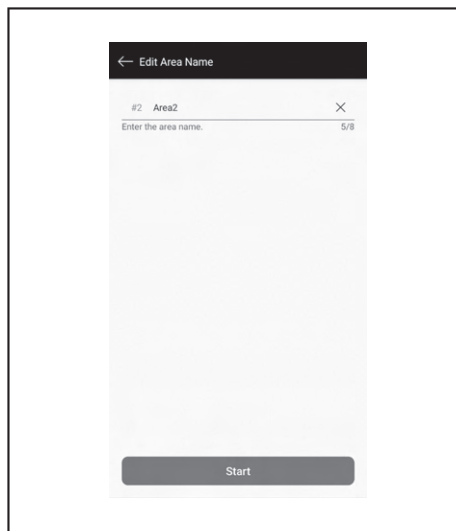 ← Edit Area Name
#2 Area2 ×
Enter the area name. 5/8
Start